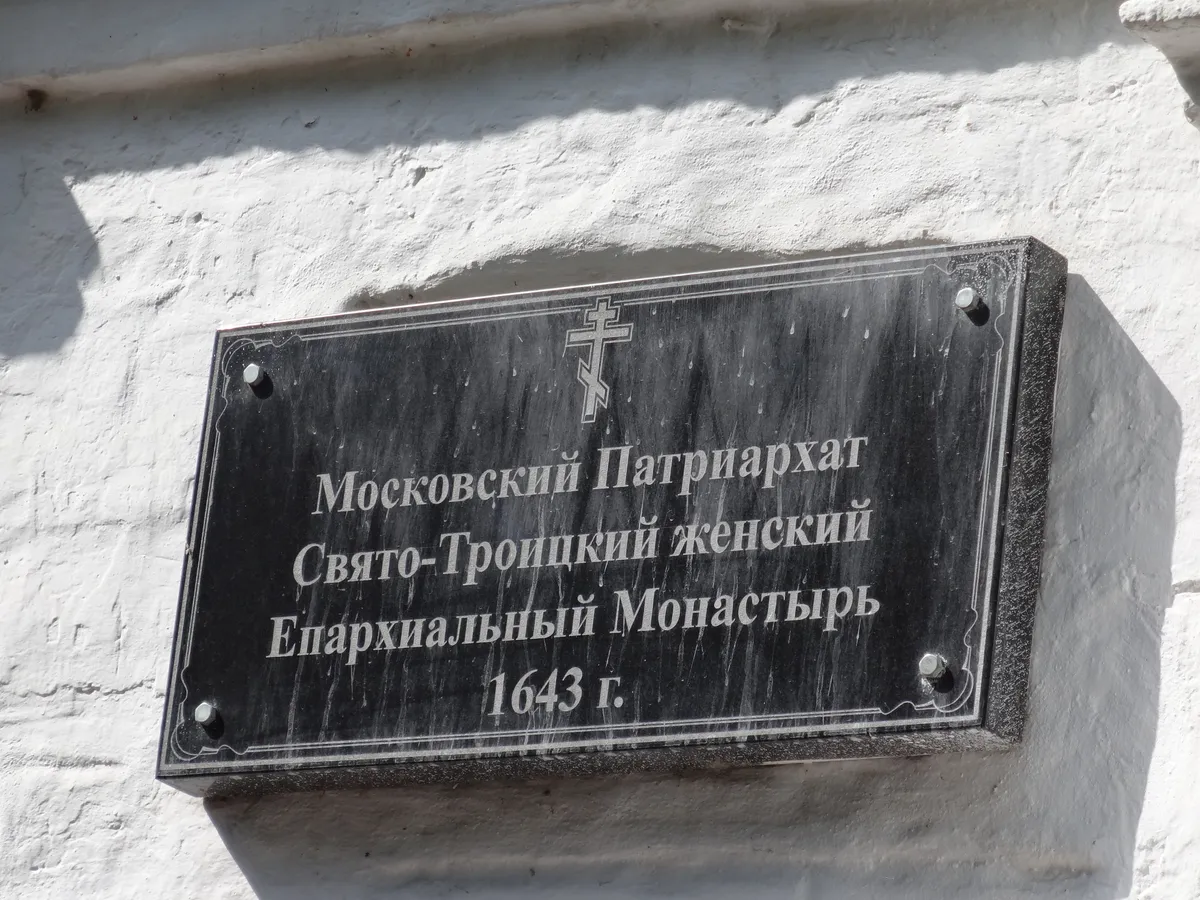 Московский Патриархат
Свято-Троицкий женский
Епархиальный Монастырь
1643 г.